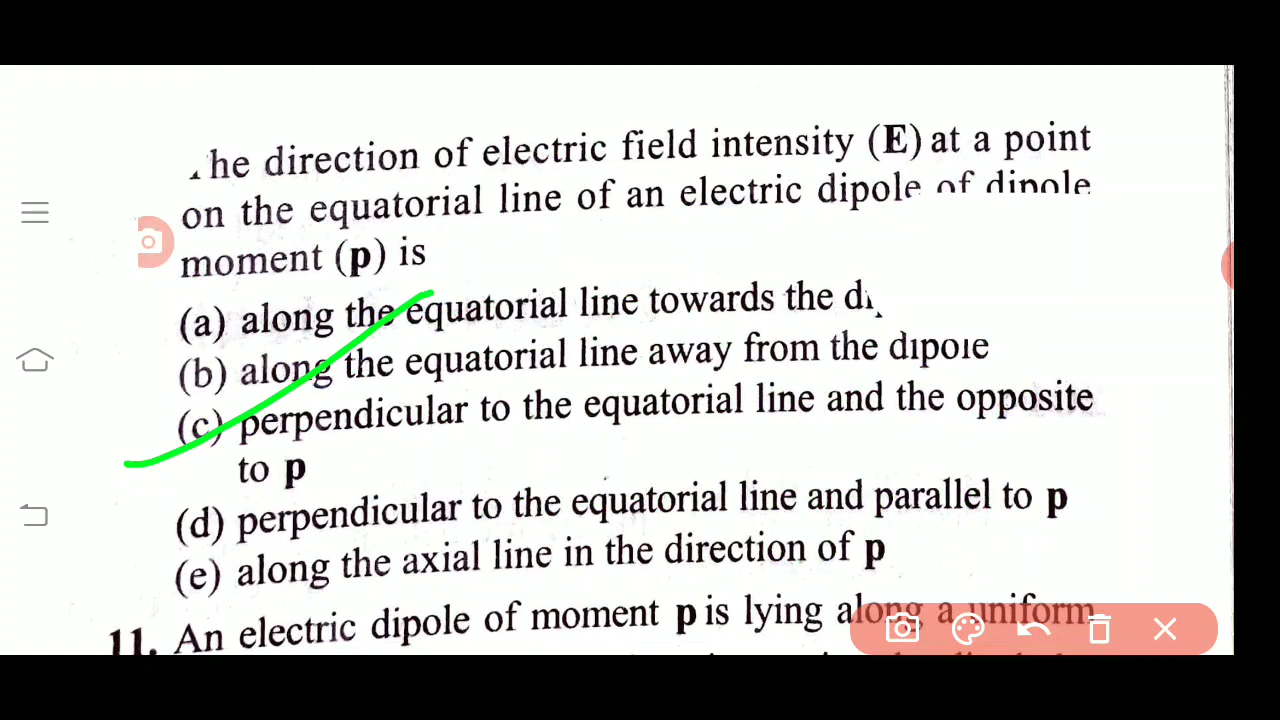 he direction of electric field intensity (E) at a point
on the equatorial line of an electric dipole of dipole
moment (p) is
(a) along the equatorial line towards the
(b) along the equatorial line away from the dipole
(c) perpendicular to the equatorial line and the opposite
to p
(d) perpendicular to the equatorial line and parallel to p
(e) along the axial line in the direction of p
11. An electric dipole of moment p is lying along a uniform